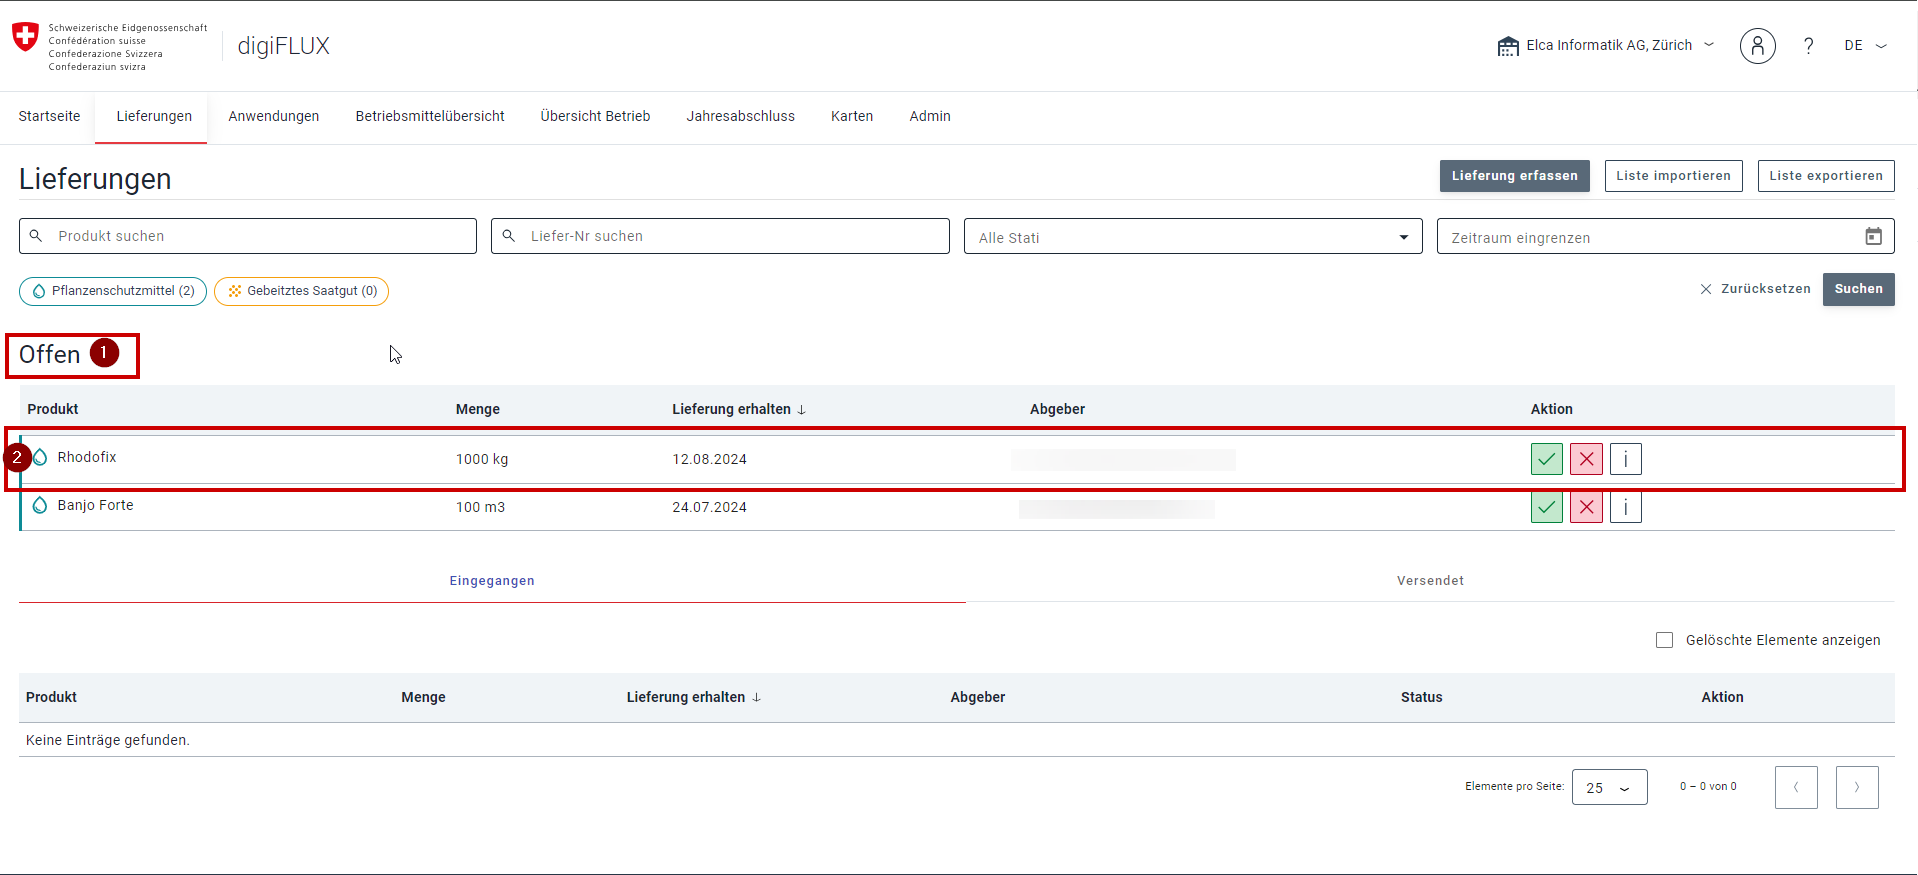 Schweizerische Eidgenossenschaft
Confédération suisse
Confederazione Svizzera
Confederaziun svizra
digiFLUX
Elca Informatik AG, Zürich
?
DE
Startseite Lieferungen Anwendungen Betriebsmittelübersicht Übersicht Betrieb Jahresabschluss Karten Admin
Lieferungen
Lieferung erfassen Liste importieren Liste exportieren
Produkt suchen Liefer-Nr suchen Alle Stati Zeitraum eingrenzen
Pflanzenschutzmittel (2) Gebeitztes Saatgut (0) Zurücksetzen Suchen
Offen 1
Produkt Menge Lieferung erhalten ↓ Abgeber Aktion
2 Rhodofix 1000 kg 12.08.2024 i
Banjo Forte 100 m3 24.07.2024 i
Eingegangen Versendet
Gelöschte Elemente anzeigen
Produkt Menge Lieferung erhalten ↓ Abgeber Status Aktion
Keine Einträge gefunden.
Elemente pro Seite: 25 0 – 0 von 0